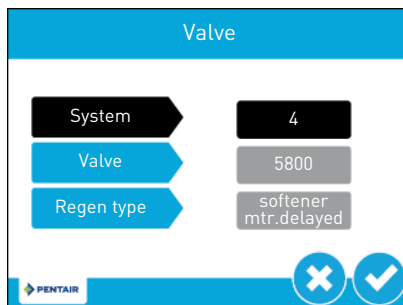 Valve
System
4
Valve
5800
Regen type
softener
mtr.delayed
PENTAIR